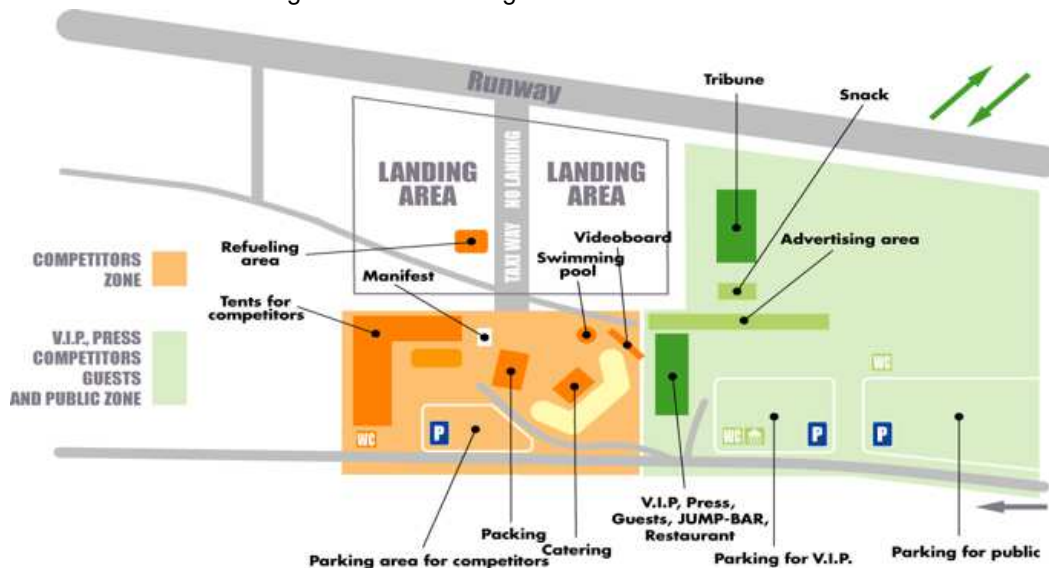 Runway
Tribune
Snack
LANDING
AREA
TAXI WAY NO LANDING
LANDING
AREA
Videoboard
Advertising area
Refueling
area
Swimming
pool
COMPETITORS
ZONE
Manifest
Tents for
competitors
V.I.P., PRESS
COMPETITORS
GUESTS
AND PUBLIC ZONE
WC
WC
P
WC
P
P
V.I.P, Press,
Guests, JUMP-BAR,
Restaurant
Packing
Catering
Parking area for competitors
Parking for V.I.P.
Parking for public